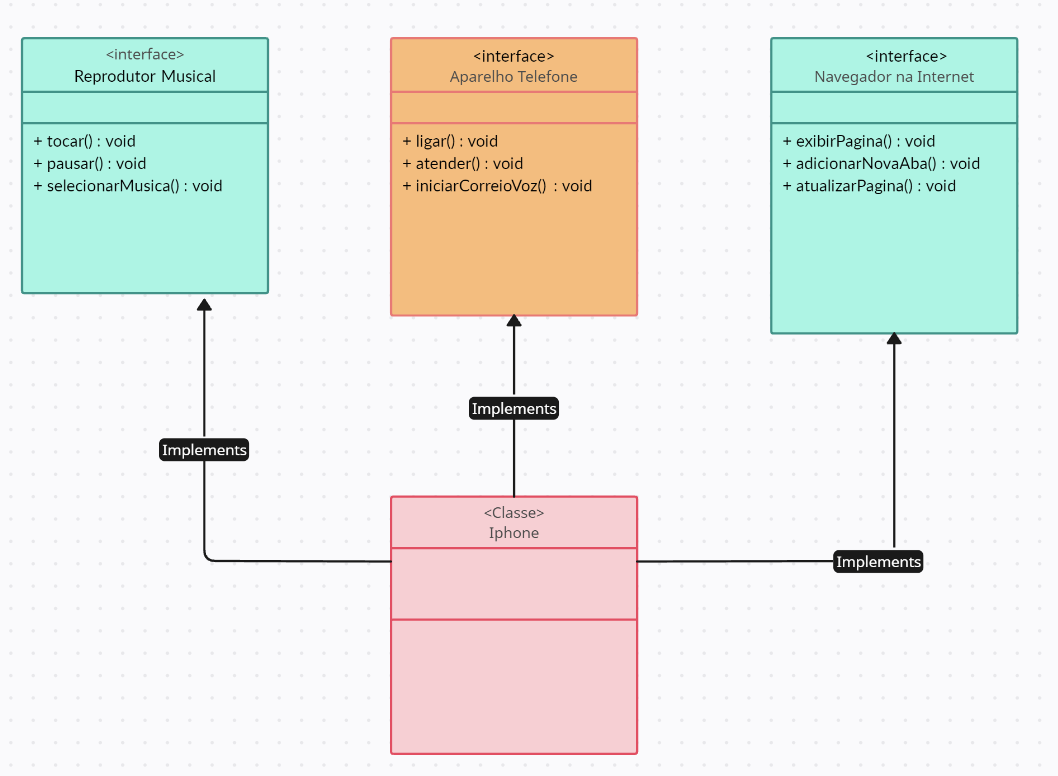 <interface>
Reprodutor Musical
+ tocar() : void
+ pausar() : void
+ selecionarMusica() : void
<interface>
Aparelho Telefone
+ ligar() : void
+ atender() : void
+ iniciarCorreioVoz() : void
<interface>
Navegador na Internet
+ exibirPagina() : void
+ adicionarNovaAba() : void
+ atualizarPagina() : void
Implements
Implements
Implements
<Classe>
Iphone